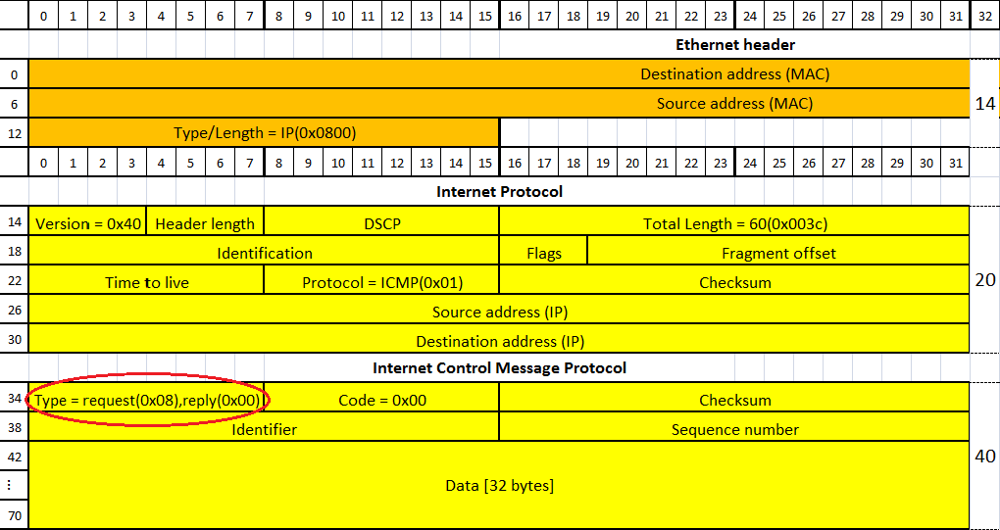 0 1 2 3 4 5 6 7 8 9 10 11 12 13 14 15 16 17 18 19 20 21 22 23 24 25 26 27 28 29 30 31 32
Ethernet header
0 Destination address (MAC)
6 Source address (MAC) 14
12 Type/Length = IP(0x0800)
0 1 2 3 4 5 6 7 8 9 10 11 12 13 14 15 16 17 18 19 20 21 22 23 24 25 26 27 28 29 30 31
Internet Protocol
14 Version = 0x40 Header length DSCP Total Length = 60(0x003c)
18 Identification Flags Fragment offset
22 Time to live Protocol = ICMP(0x01) Checksum 20
26 Source address (IP)
30 Destination address (IP)
Internet Control Message Protocol
34 Type = request(0x08),reply(0x00) Code = 0x00 Checksum
38 Identifier Sequence number
42 40
⋮ Data [32 bytes]
70